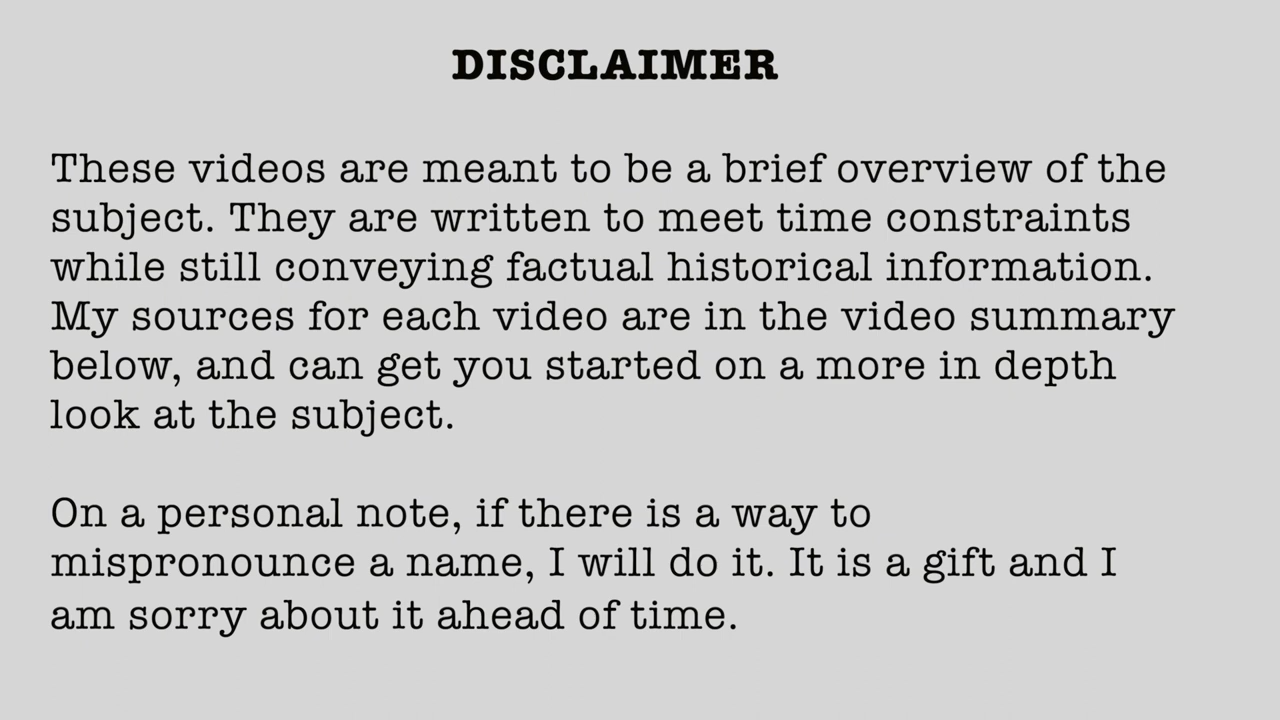 DISCLAIMER
These videos are meant to be a brief overview of the
subject. They are written to meet time constraints
while still conveying factual historical information.
My sources for each video are in the video summary
below, and can get you started on a more in depth
look at the subject.
On a personal note, if there is a way to
mispronounce a name, I will do it. It is a gift and I
am sorry about it ahead of time.